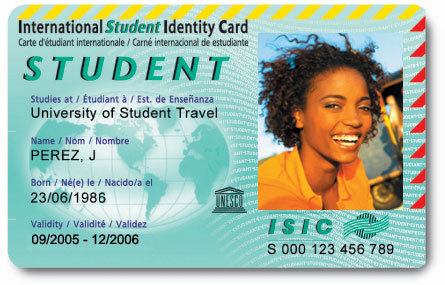 International Student Identity Card
Carte d'étudiant internationale / Carné internacional de estudiante
STUDENT
Studies at / Étudiant à / Est. de Enseñanza
University of Student Travel
Name / Nom / Nombre
PEREZ, J
Born / Né(e) le / Nacido/a el
23/06/1986
UNESCO
Validity / Validité / Validez
09/2005 - 12/2006
ISIC
S 000 123 456 789